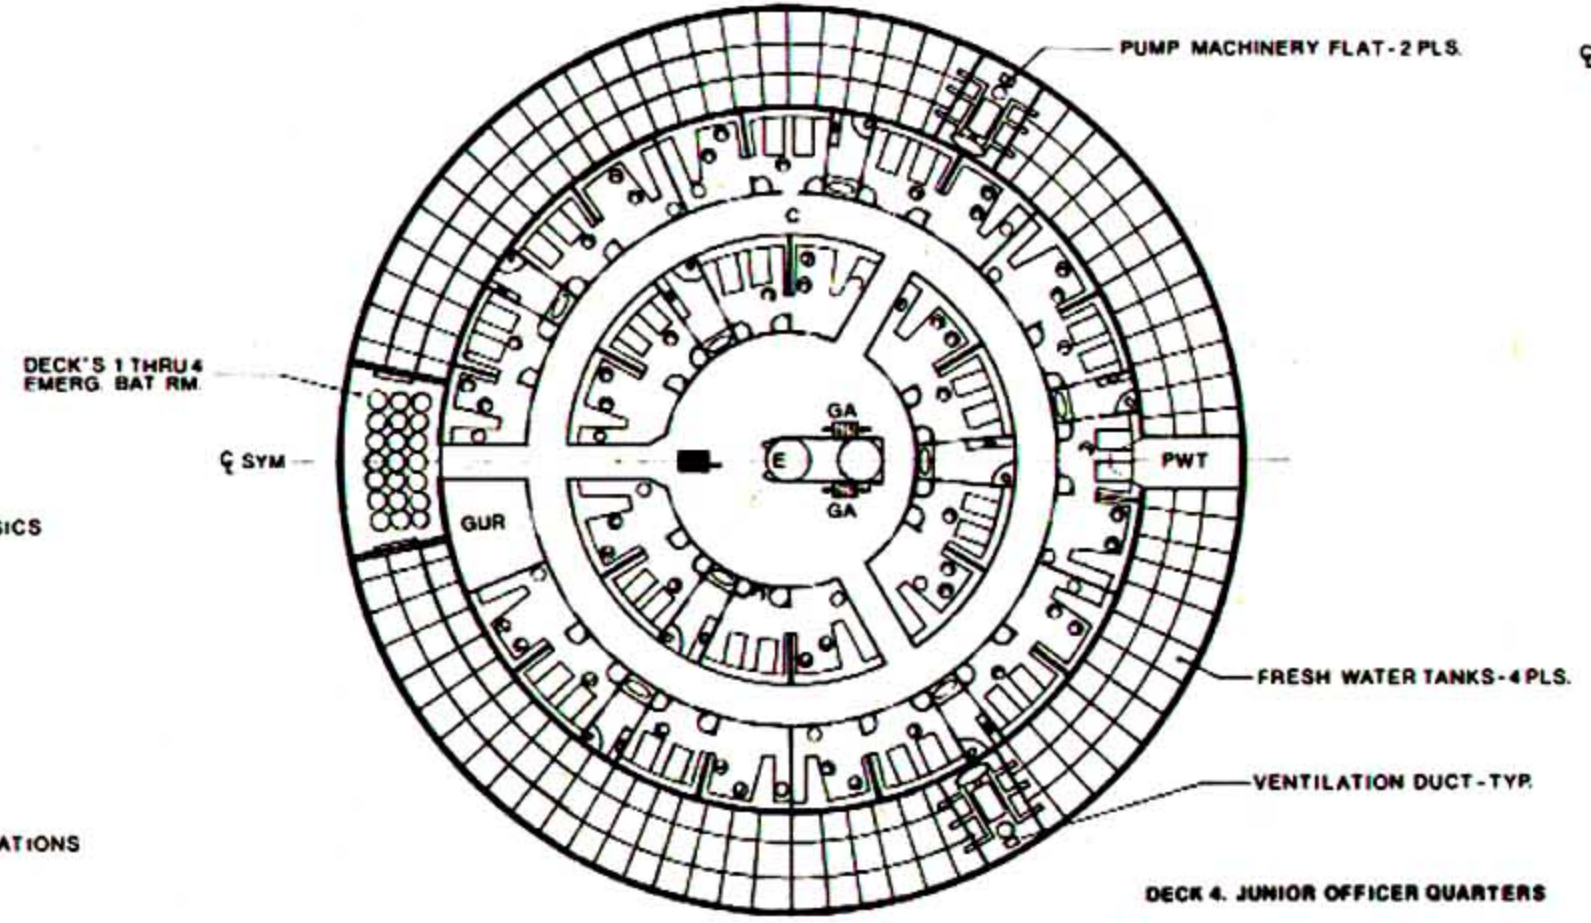 PUMP MACHINERY FLAT-2 PLS.
℄
C
DECK'S 1 THRU 4
EMERG. BAT RM.
GA
℄ SYM
E
PWT
GA
GUR
SICS
FRESH WATER TANKS-4 PLS.
VENTILATION DUCT-TYP.
ATIONS
DECK 4. JUNIOR OFFICER QUARTERS